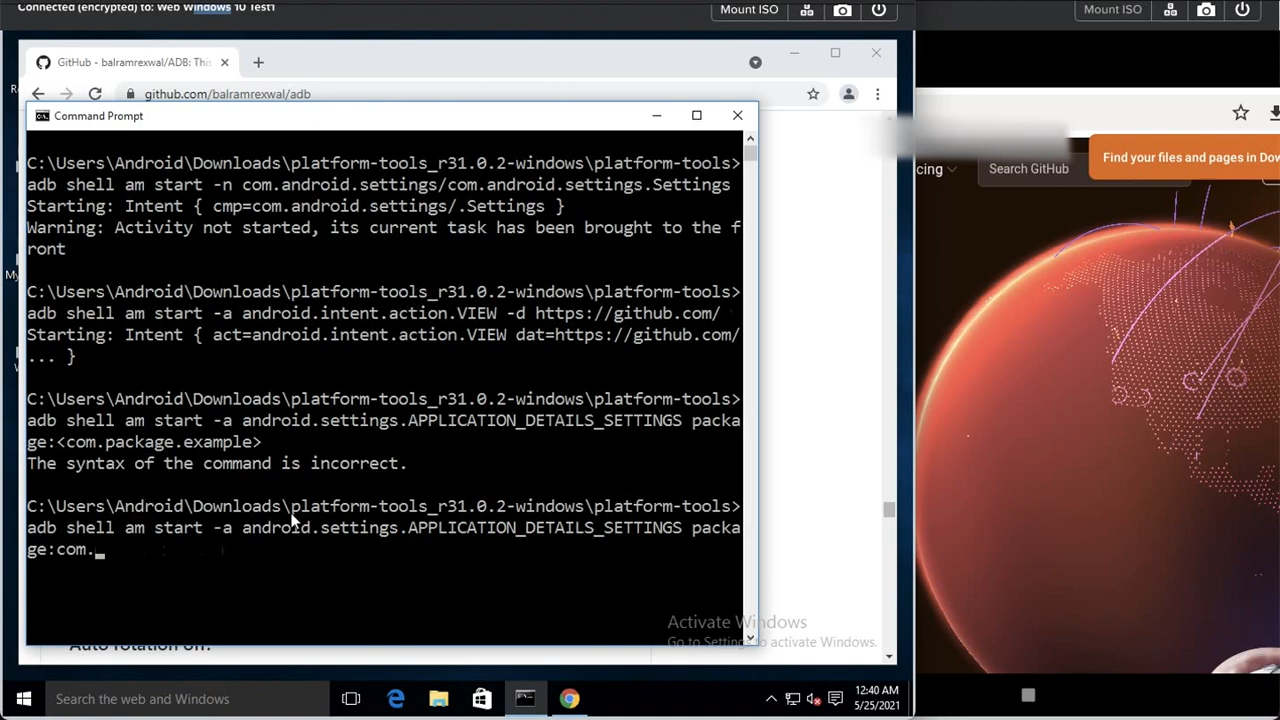 Connected (encrypted) to: Web Windows 10 Test1
Mount ISO
Mount ISO
GitHub - balramrexwal/ADB: This
github.com/balramrexwal/adb
Command Prompt
C:\Users\Android\Downloads\platform-tools_r31.0.2-windows\platform-tools>
adb shell am start -n com.android.settings/com.android.settings.Settings
Starting: Intent { cmp=com.android.settings/.Settings }
Warning: Activity not started, its current task has been brought to the f
ront
C:\Users\Android\Downloads\platform-tools_r31.0.2-windows\platform-tools>
adb shell am start -a android.intent.action.VIEW -d https://github.com/
Starting: Intent { act=android.intent.action.VIEW dat=https://github.com/
... }
C:\Users\Android\Downloads\platform-tools_r31.0.2-windows\platform-tools>
adb shell am start -a android.settings.APPLICATION_DETAILS_SETTINGS packa
ge:<com.package.example>
The syntax of the command is incorrect.
C:\Users\Android\Downloads\platform-tools_r31.0.2-windows\platform-tools>
adb shell am start -a android.settings.APPLICATION_DETAILS_SETTINGS packa
ge:com.
Activate Windows
Go to Settings to activate Windows.
Auto rotation off:
Search the web and Windows
12:40 AM
5/25/2021
Find your files and pages in Dow
cing
Search GitHub